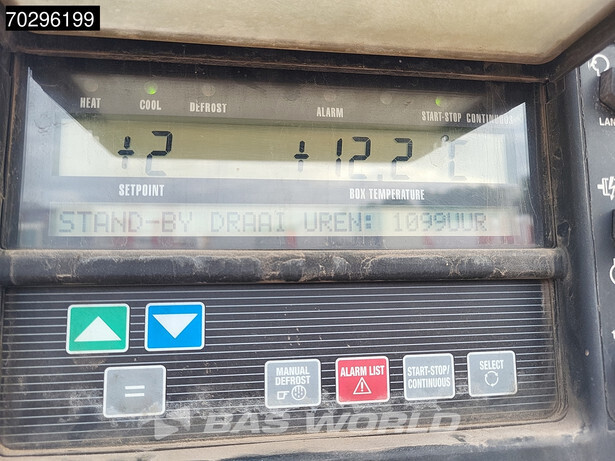 70296199
HEAT COOL DEFROST ALARM START-STOP CONTINUOUS
+2 +12.2 °C
SETPOINT BOX TEMPERATURE
STAND-BY DRAAI UREN: 1099UUR
MANUAL DEFROST
ALARM LIST
START-STOP/ CONTINUOUS
SELECT
=
BAS WORLD